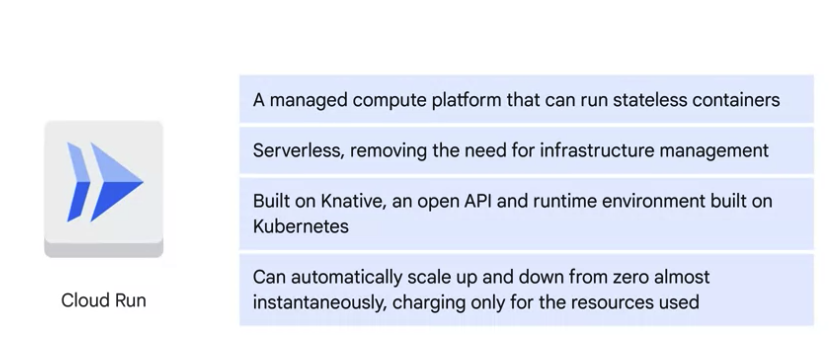 A managed compute platform that can run stateless containers
Serverless, removing the need for infrastructure management
Built on Knative, an open API and runtime environment built on
Kubernetes
Can automatically scale up and down from zero almost
instantaneously, charging only for the resources used
Cloud Run